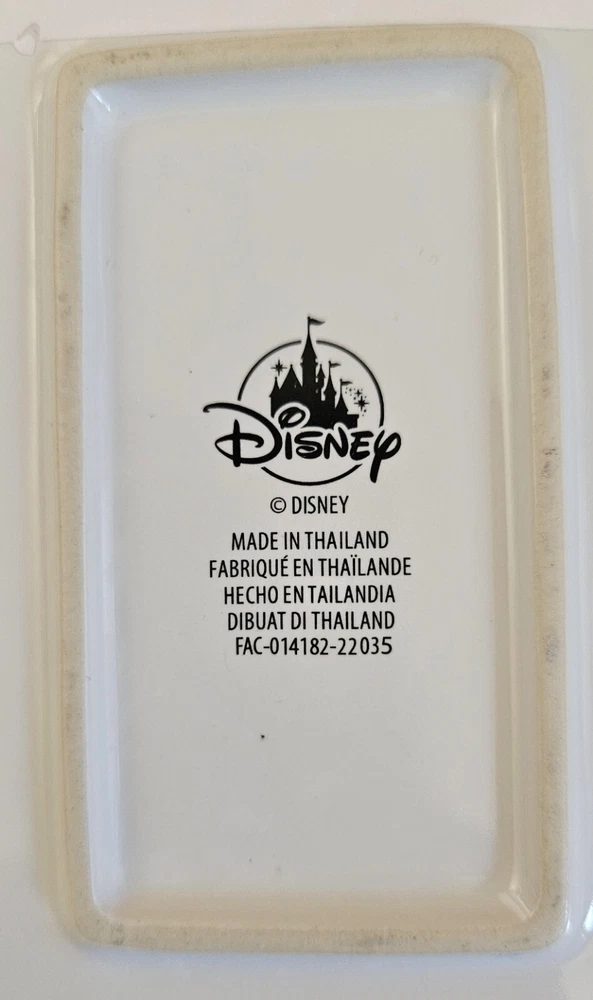 Disney
© DISNEY
MADE IN THAILAND
FABRIQUÉ EN THAÏLANDE
HECHO EN TAILANDIA
DIBUAT DI THAILAND
FAC-014182-22035